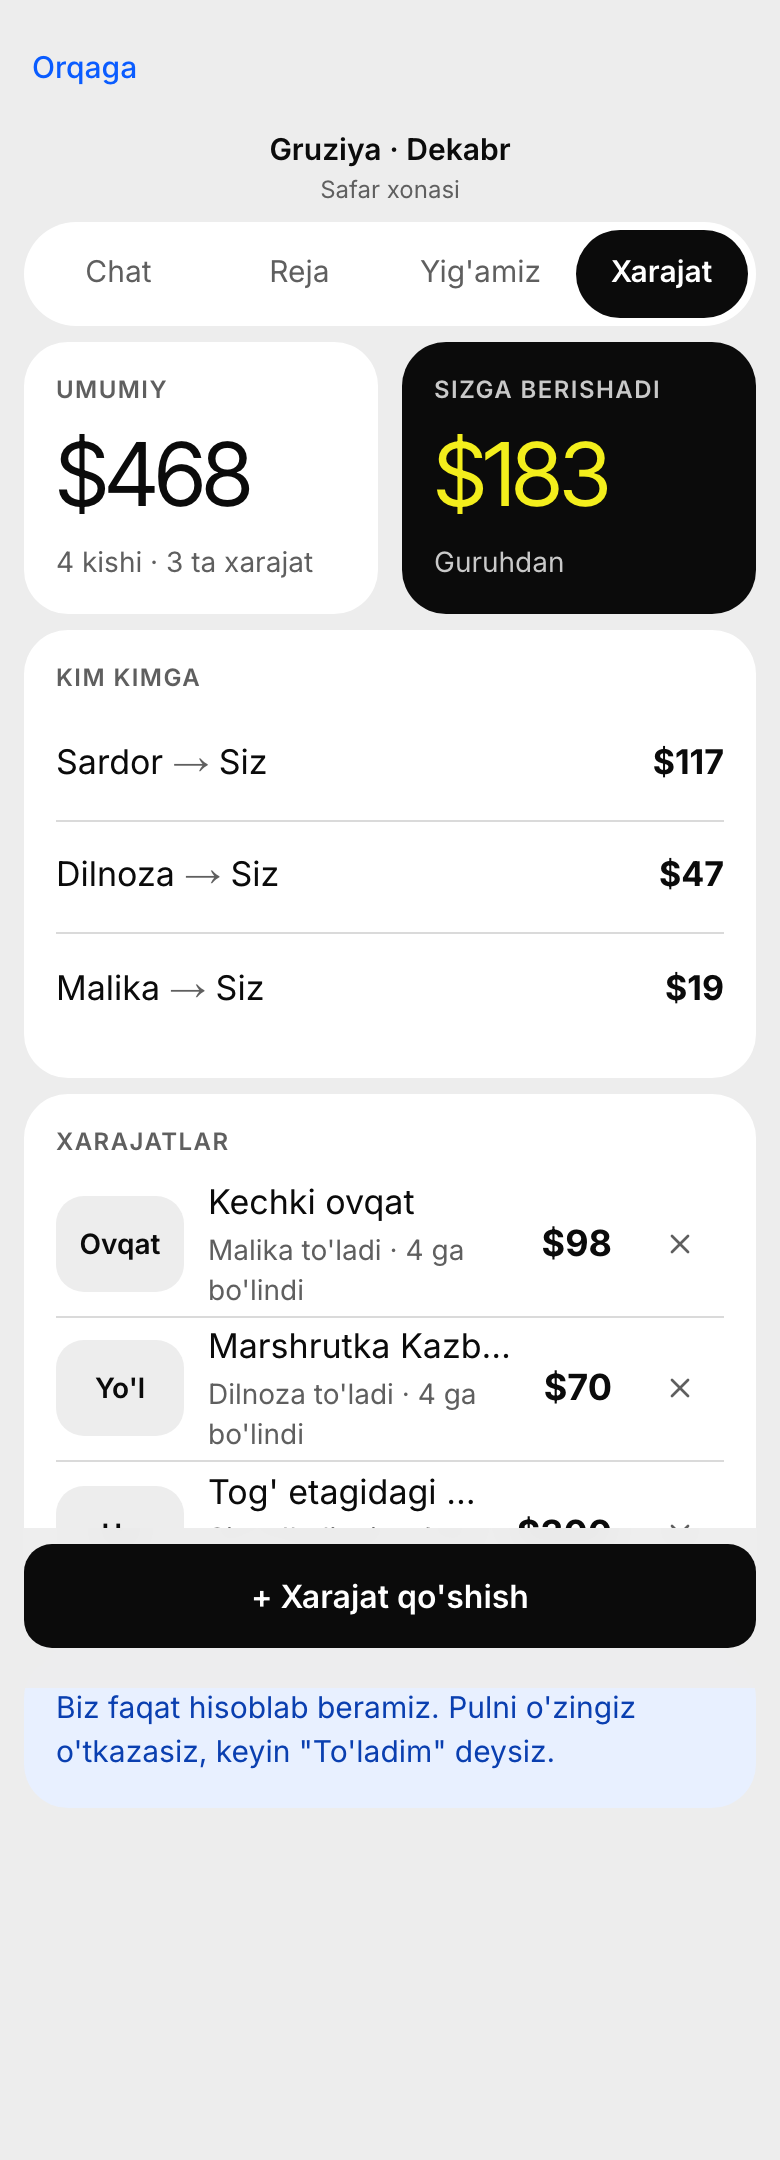 Orqaga
Gruziya · Dekabr
Safar xonasi
Chat
Reja
Yig'amiz
Xarajat
UMUMIY
$468
4 kishi · 3 ta xarajat
SIZGA BERISHADI
$183
Guruhdan
KIM KIMGA
Sardor → Siz
$117
Dilnoza → Siz
$47
Malika → Siz
$19
XARAJATLAR
Ovqat
Kechki ovqat
Malika to'ladi · 4 ga
bo'lindi
$98
×
Yo'l
Marshrutka Kazb...
Dilnoza to'ladi · 4 ga
bo'lindi
$70
×
Tog' etagidagi ...
+ Xarajat qo'shish
Biz faqat hisoblab beramiz. Pulni o'zingiz
o'tkazasiz, keyin "To'ladim" deysiz.